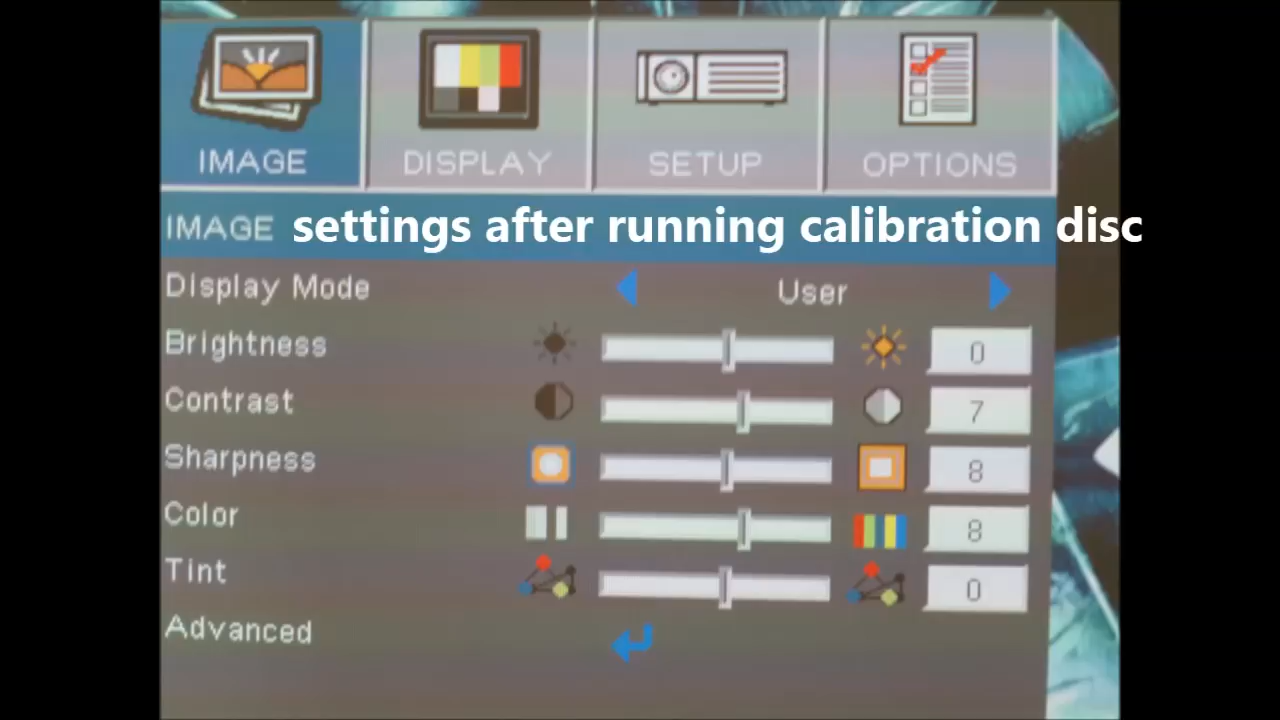 IMAGE DISPLAY SETUP OPTIONS
IMAGE settings after running calibration disc
Display Mode User
Brightness 0
Contrast 7
Sharpness 8
Color 8
Tint 0
Advanced